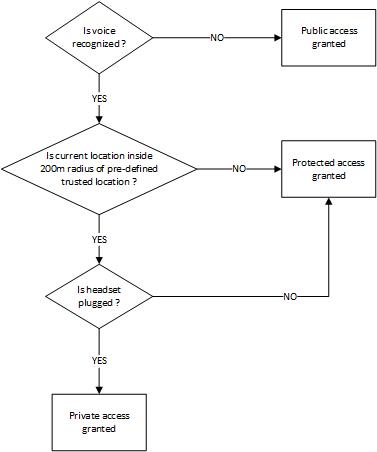 Is voice
recognized ?
NO
Public access
granted
YES
Is current location inside
200m radius of pre-defined
trusted location ?
NO
Protected access
granted
YES
Is headset
plugged ?
NO
YES
Private access
granted